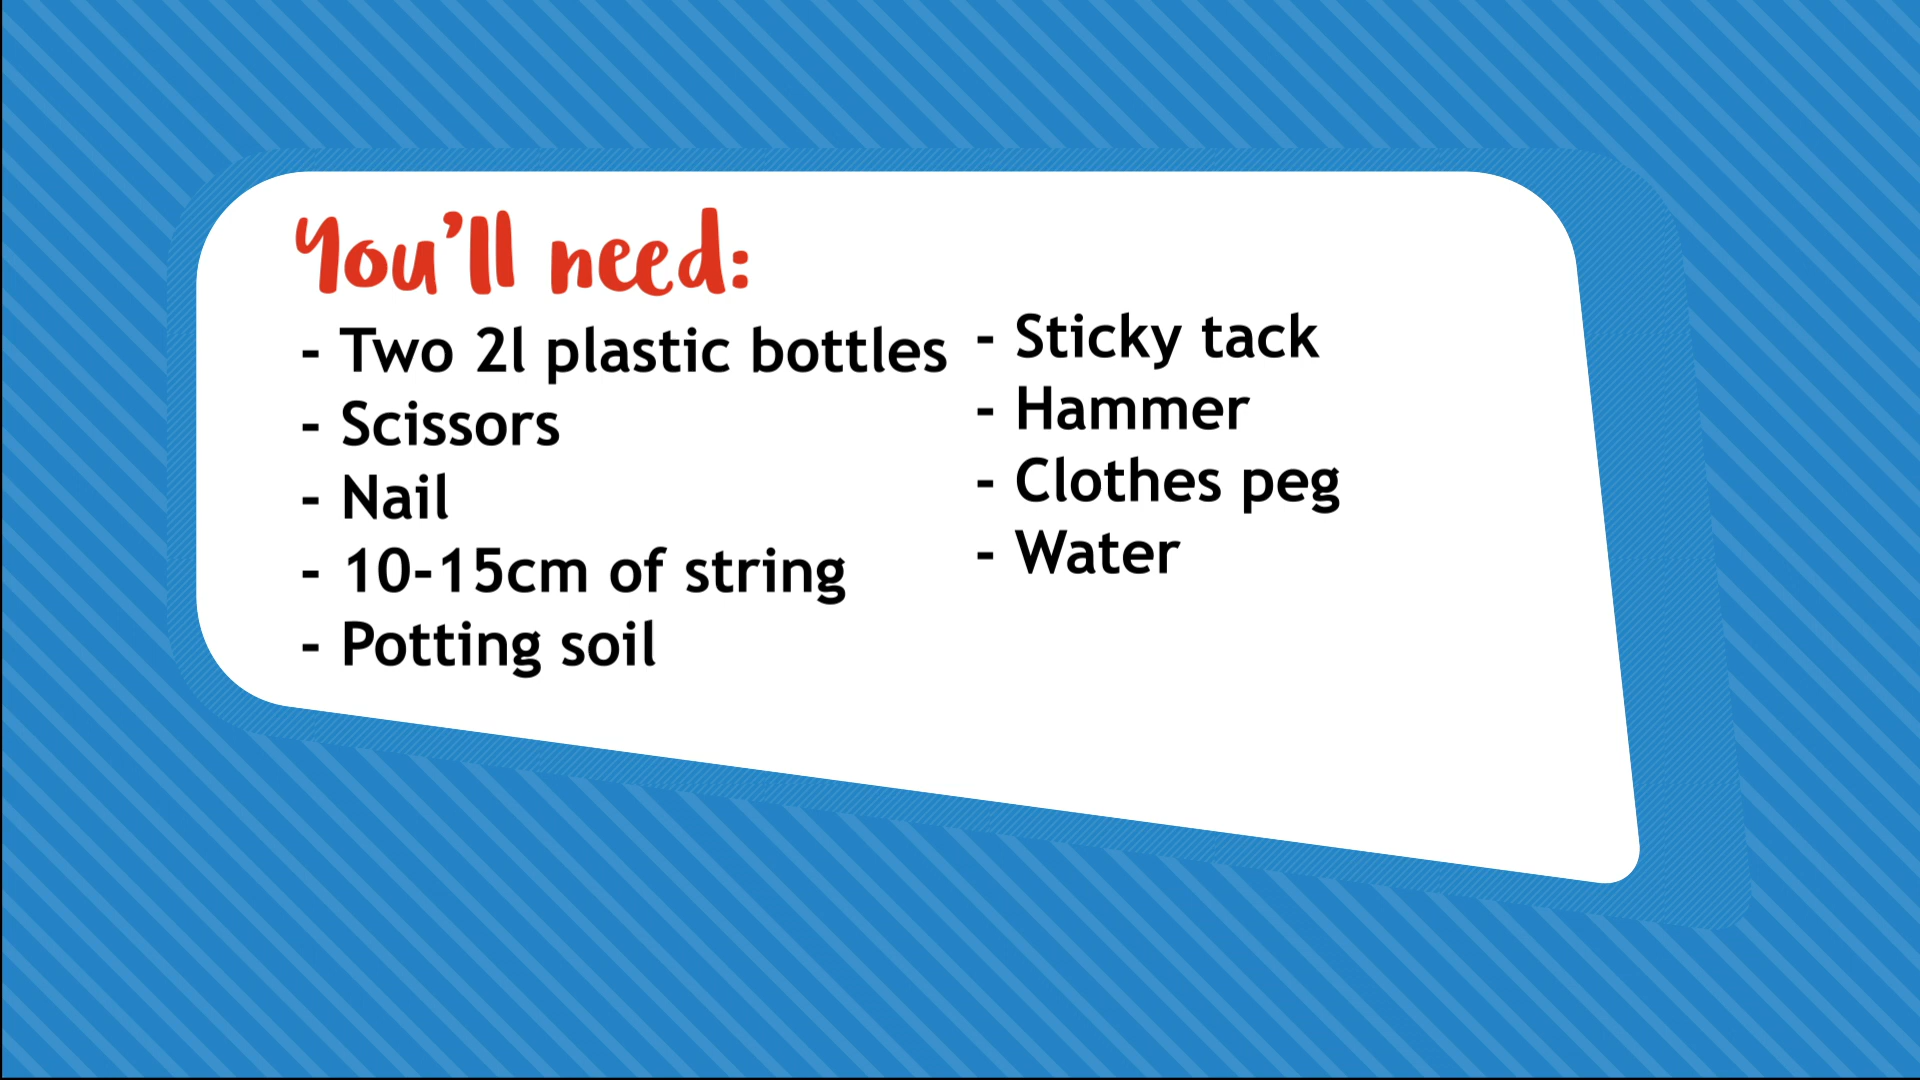 You'll need:
- Two 2l plastic bottles
- Scissors
- Nail
- 10-15cm of string
- Potting soil
- Sticky tack
- Hammer
- Clothes peg
- Water